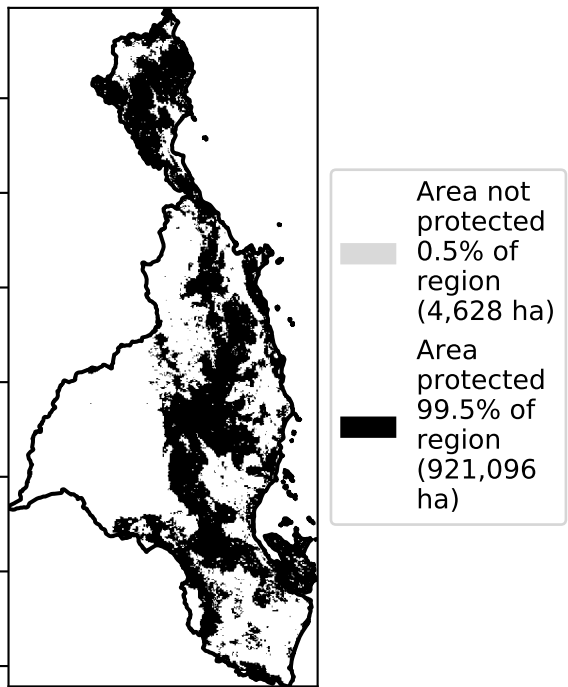 Area not
protected
0.5% of
region
(4,628 ha)
Area
protected
99.5% of
region
(921,096
ha)